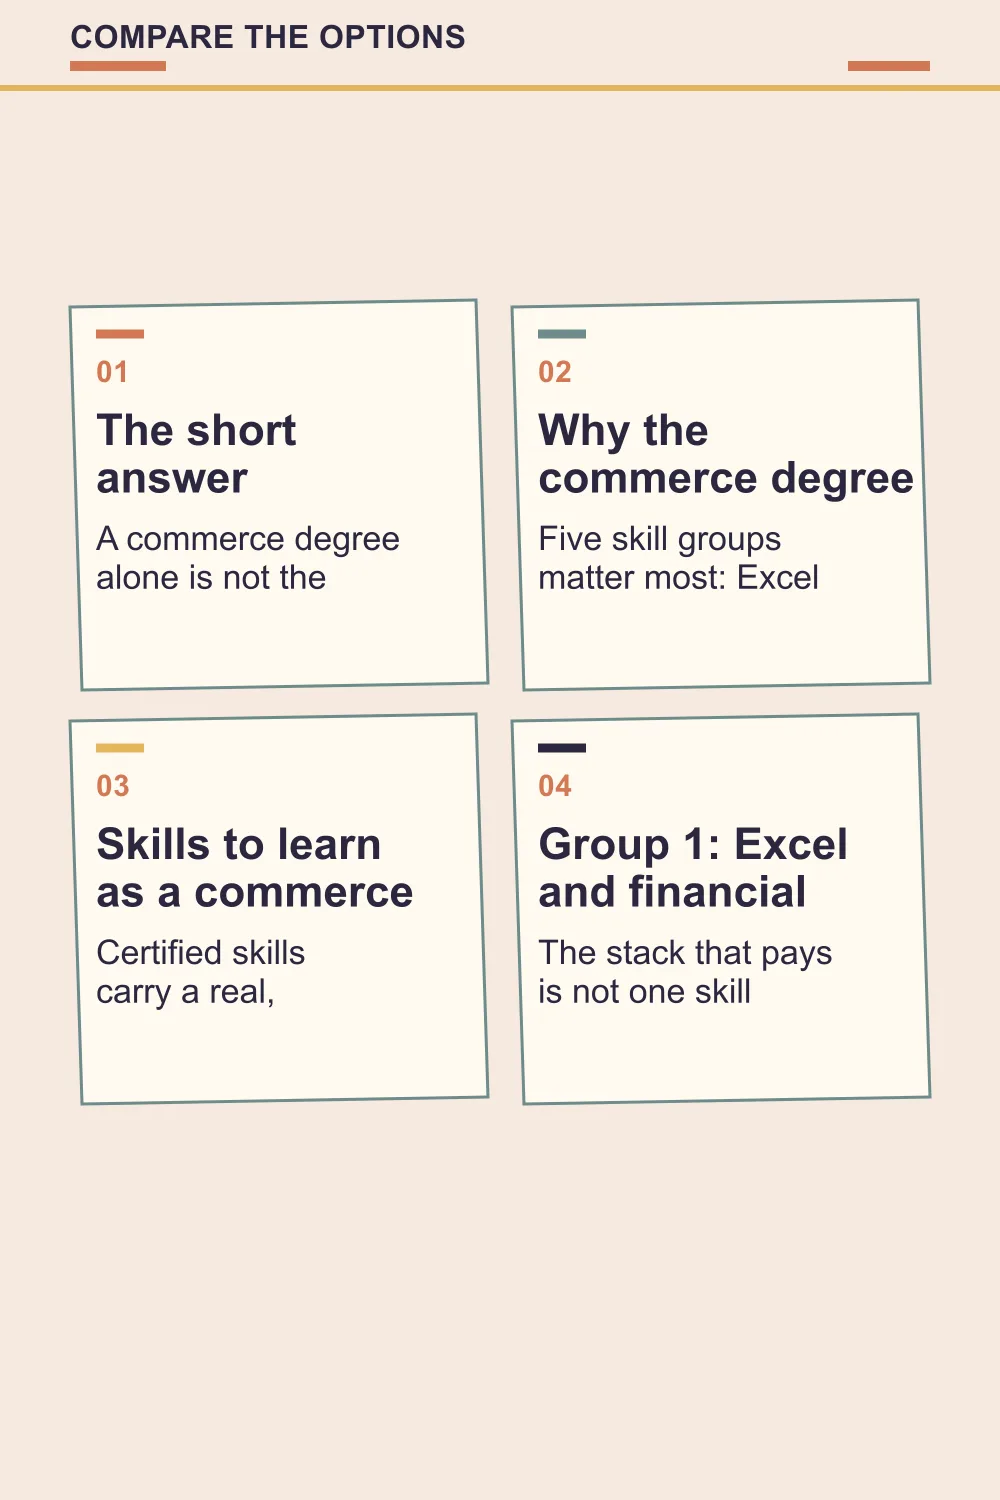 COMPARE THE OPTIONS
01
The short
answer
A commerce degree
alone is not the
02
Why the
commerce degree
Five skill groups
matter most: Excel
03
Skills to learn
as a commerce
Certified skills
carry a real,
04
Group 1: Excel
and financial
The stack that pays
is not one skill